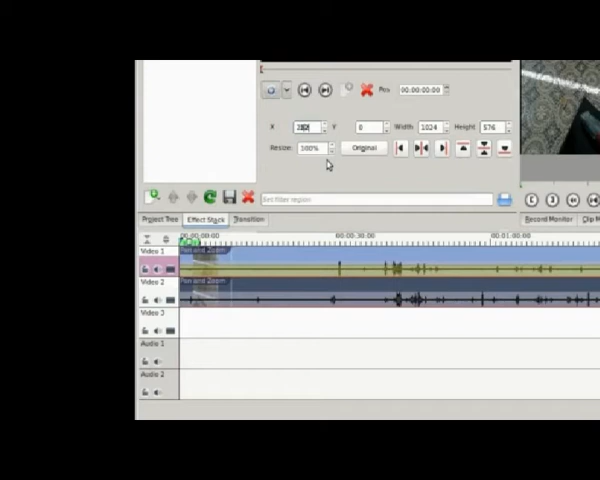 Pos 00:00:00:00
X Y 0 Width 1024 Height 576
Resize: 100% Original
Set filter region
Project Tree Effect Stack Transition Record Monitor Clip M
00:00:00:00 00:00:30:00 00:01:00:00
Video 1
Pan and Zoom
Video 2
Pan and Zoom
Video 3
Audio 1
Audio 2